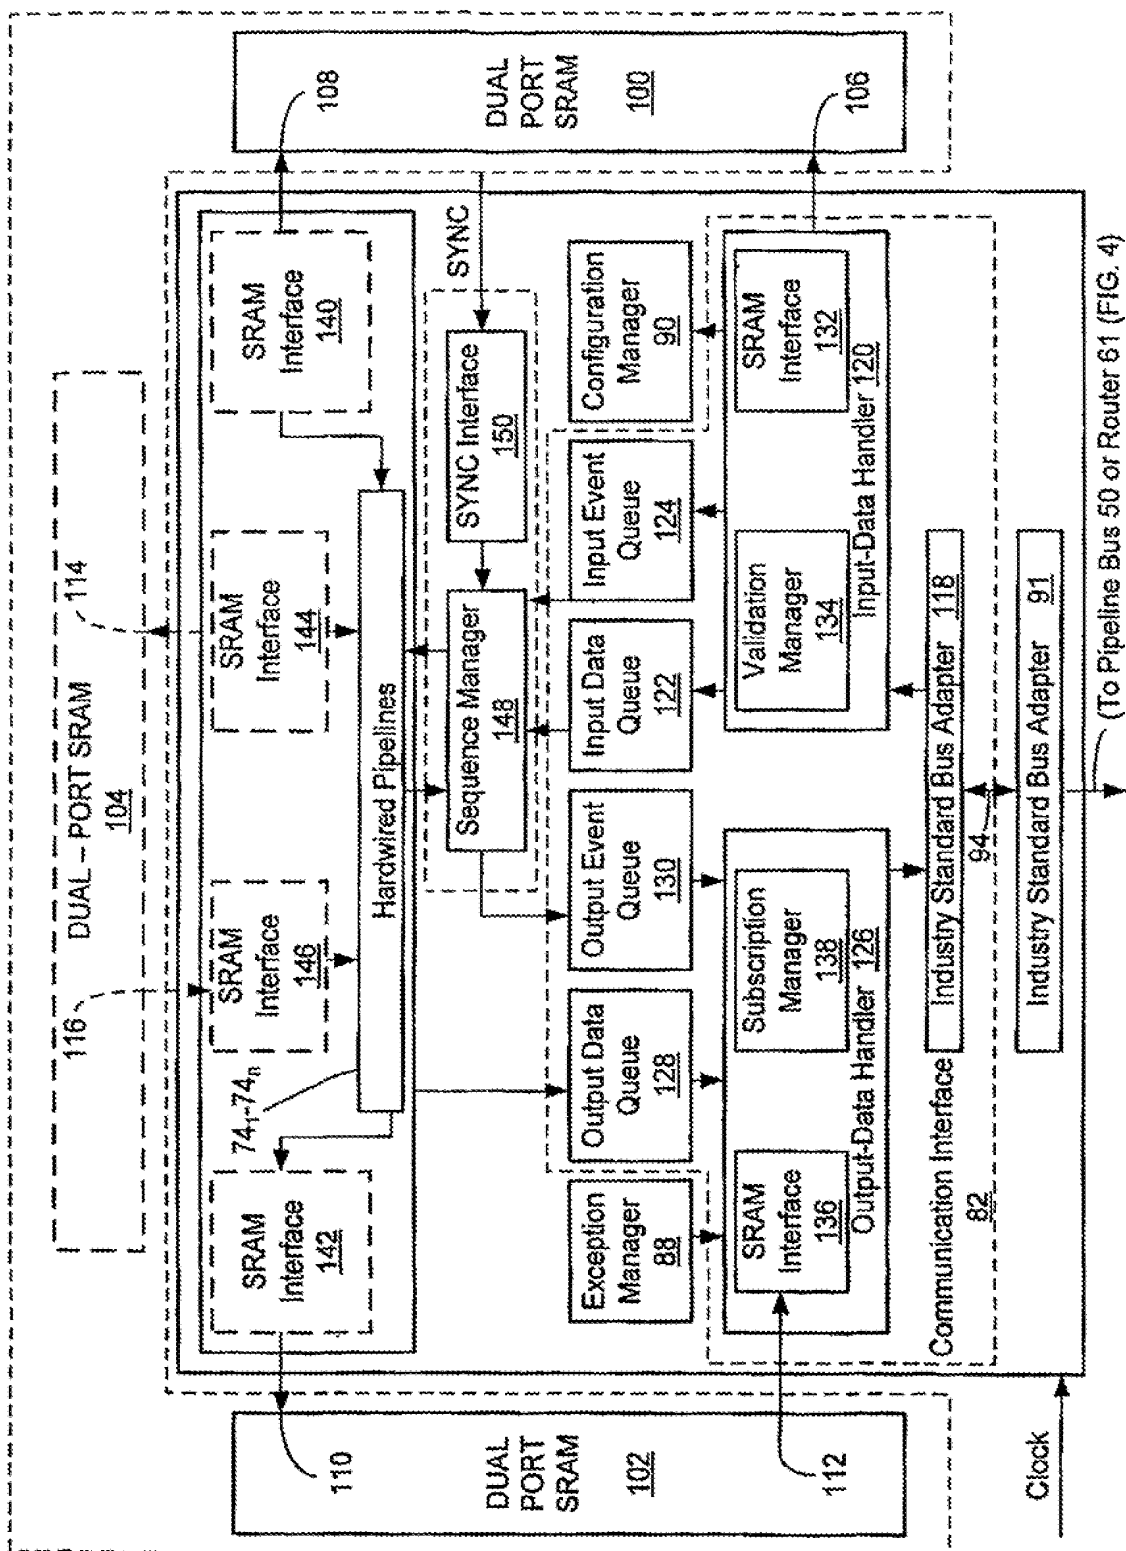 116
DUAL – PORT SRAM
104
114
110
DUAL
PORT
SRAM
102
112
Clock
SRAM
Interface
142
74₁-74ₙ
SRAM
Interface
146
SRAM
Interface
144
SRAM
Interface
140
Hardwired Pipelines
Sequence Manager
148
SYNC Interface
150
SYNC
Exception
Manager
88
Output Data
Queue
128
Output Event
Queue
130
Input Data
Queue
122
Input Event
Queue
124
Configuration
Manager
90
SRAM
Interface
136
Subscription
Manager
138
Output-Data Handler 126
Validation
Manager
134
SRAM
Interface
132
Input-Data Handler 120
Communication Interface
82
Industry Standard Bus Adapter 118
94
Industry Standard Bus Adapter 91
(To Pipeline Bus 50 or Router 61 (FIG. 4)
108
DUAL
PORT
SRAM
100
106